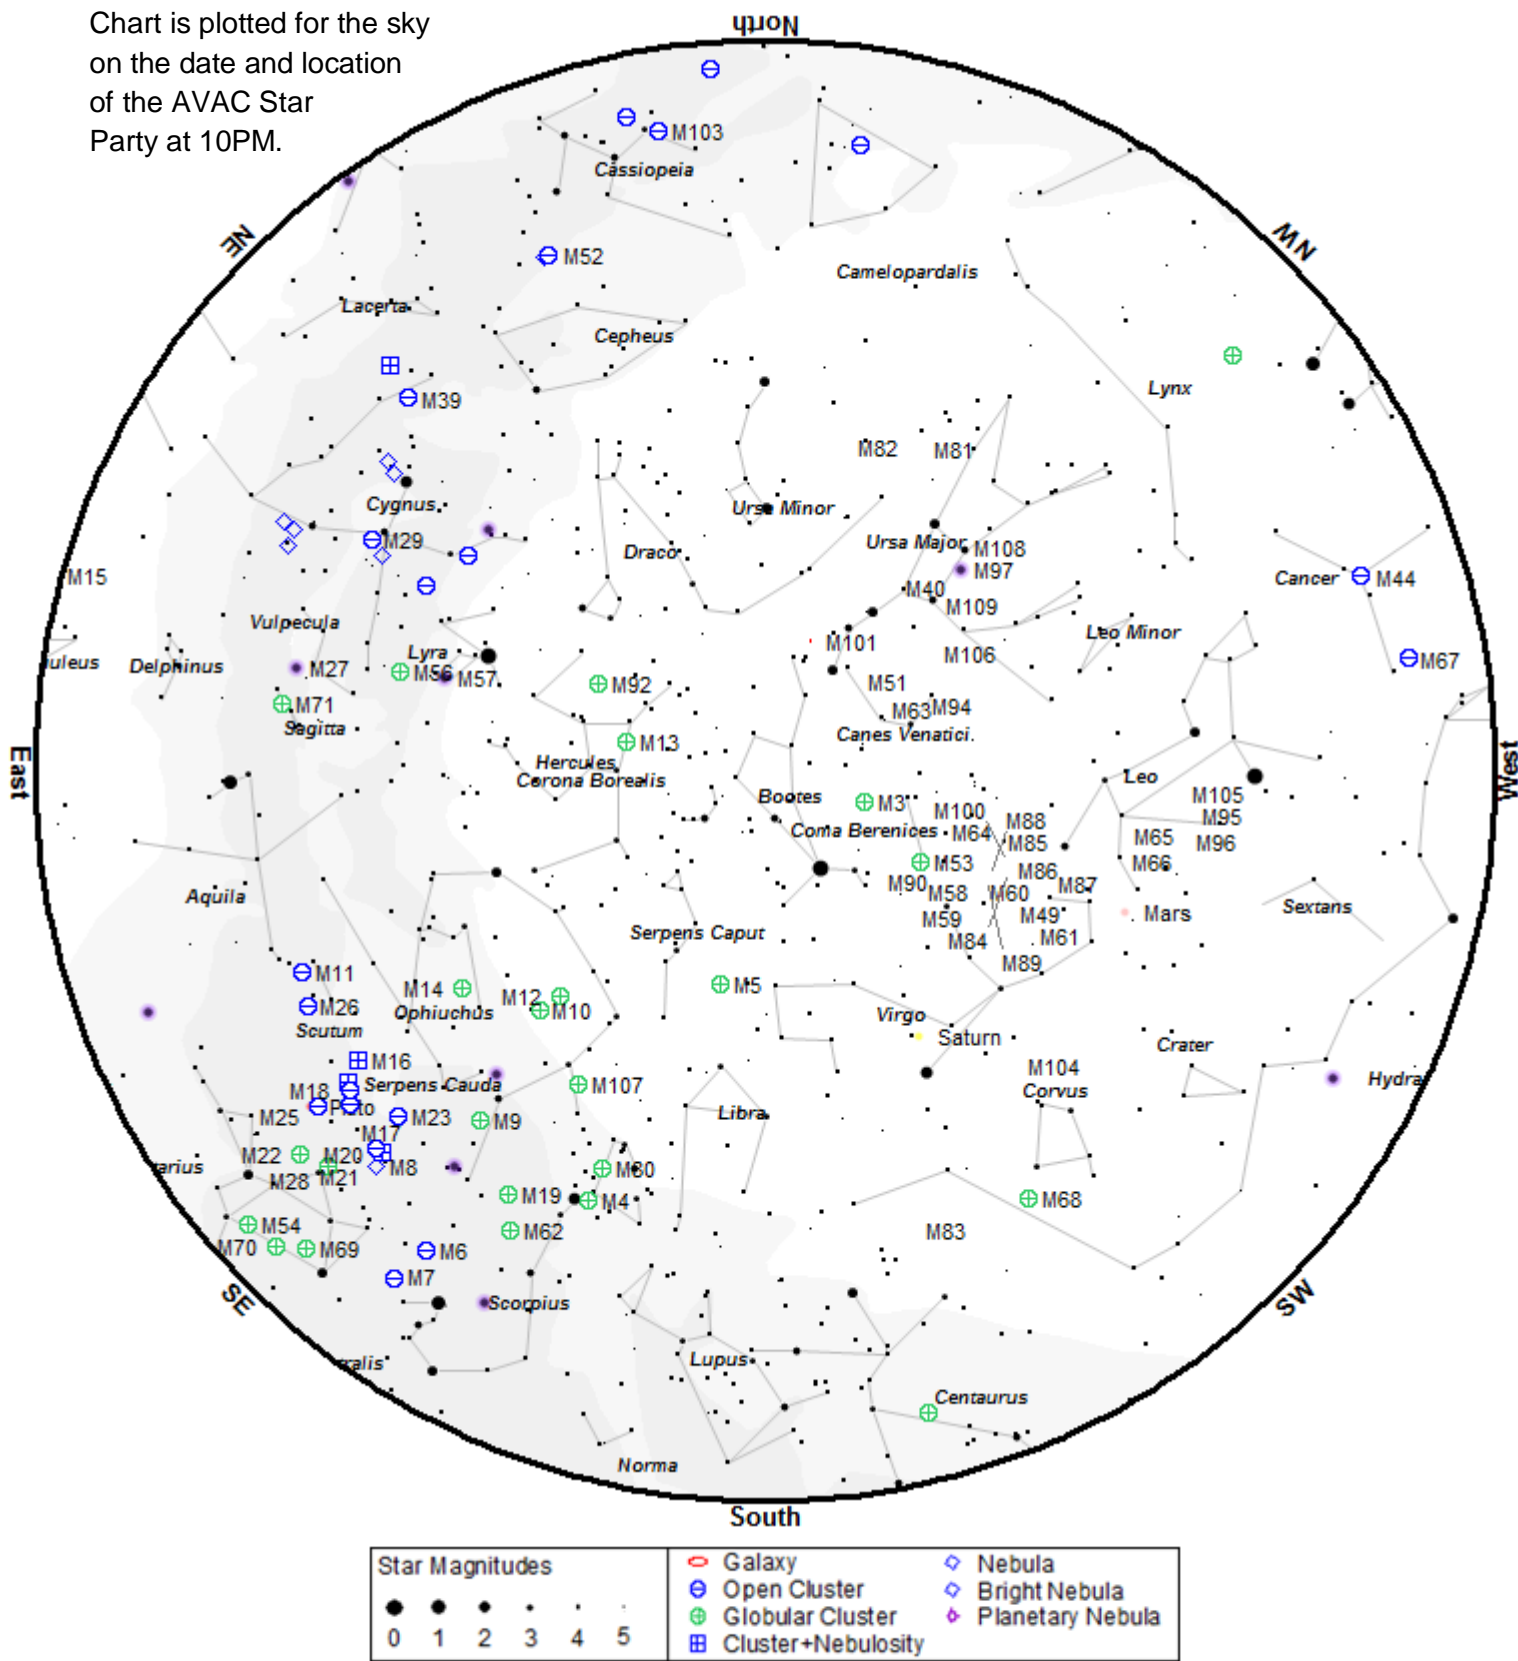 Chart is plotted for the sky
on the date and location
of the AVAC Star
Party at 10PM.
North
M103
Cassiopeia
NE
NW
M52
Camelopardalis
Lacerta
Cepheus
Lynx
M39
M82
M81
Cygnus
Ursa Minor
M29
Draco
Ursa Major
M108
M97
M15
Cancer
M44
M40
M109
Vulpecula
Leo Minor
M101
Lyra
M106
uleus
Delphinus
M27
M56
M57
M67
M92
M51
M71
M63
M94
Sagitta
Canes Venatici
M13
East
West
Hercules
Corona Borealis
Leo
Bootes
M105
M3
M100
M95
Coma Berenices
M64
M88
M85
M65
M96
M53
M66
M86
Aquila
M90
M58
M60
M87
Sextans
M59
M49
Mars
Serpens Caput
M84
M61
M89
M11
M14
M12
M5
M26
M10
Ophiuchus
Scutum
Virgo
Saturn
Crater
M16
M104
M18
Serpens Cauda
M107
Corvus
Hydra
Pluto
M25
M23
M9
Libra
M17
M22
M20
M8
M80
arius
M28
M21
M19
M4
M68
M54
M62
M83
M70
M69
M6
M7
SE
SW
Scorpius
Lupus
ralis
Centaurus
Norma
South
Star Magnitudes
0 1 2 3 4 5
Galaxy
Open Cluster
Globular Cluster
Cluster+Nebulosity
Nebula
Bright Nebula
Planetary Nebula